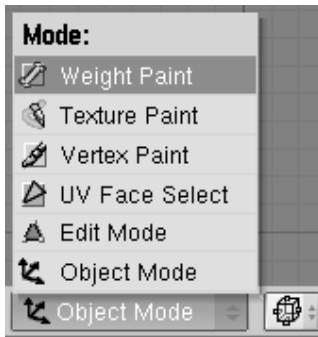 Mode:
Weight Paint
Texture Paint
Vertex Paint
UV Face Select
Edit Mode
Object Mode
Object Mode